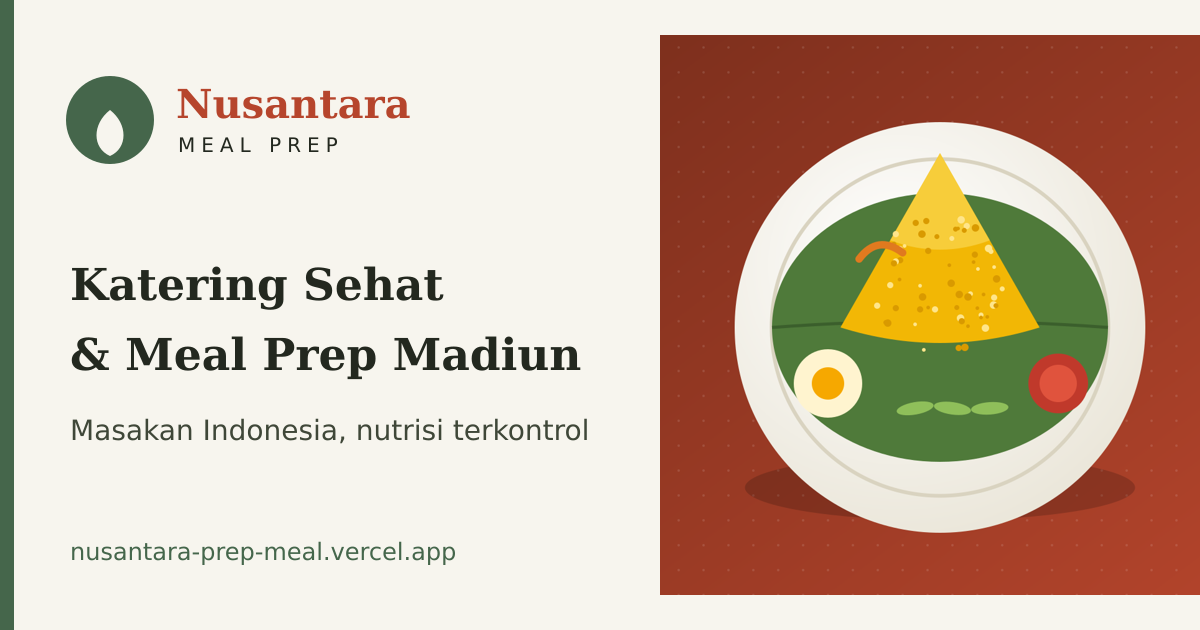 Nusantara
MEAL PREP
Katering Sehat
& Meal Prep Madiun
Masakan Indonesia, nutrisi terkontrol
nusantara-prep-meal.vercel.app